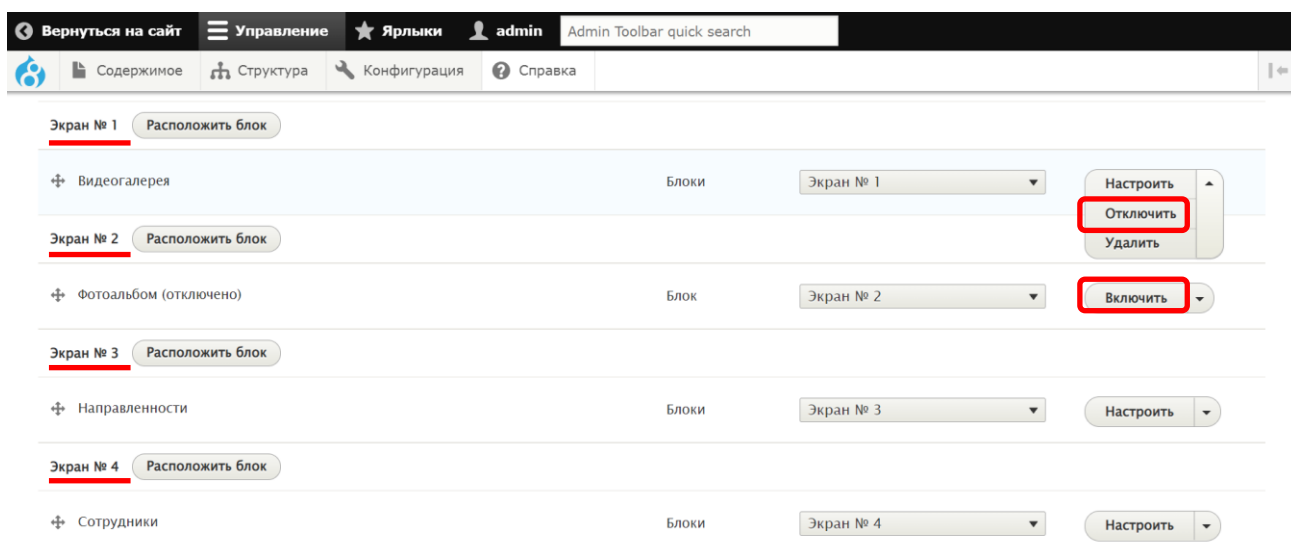 Вернуться на сайт Управление Ярлыки admin Admin Toolbar quick search
Содержимое Структура Конфигурация Справка
Экран № 1 Расположить блок
Видеогалерея Блоки Экран № 1 Настроить
Отключить
Экран № 2 Расположить блок Удалить
Фотоальбом (отключено) Блок Экран № 2 Включить
Экран № 3 Расположить блок
Направленности Блоки Экран № 3 Настроить
Экран № 4 Расположить блок
Сотрудники Блоки Экран № 4 Настроить